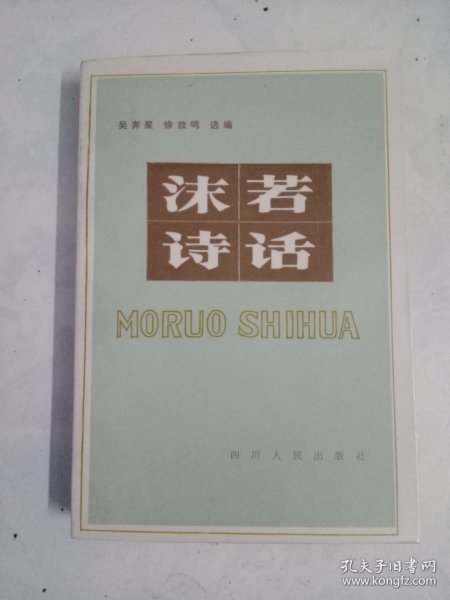 吴奔星 徐放鸣 选编
沫若
诗话
MORUO SHIHUA
四川人民出版社
孔夫子旧书网
www.kongfz.com